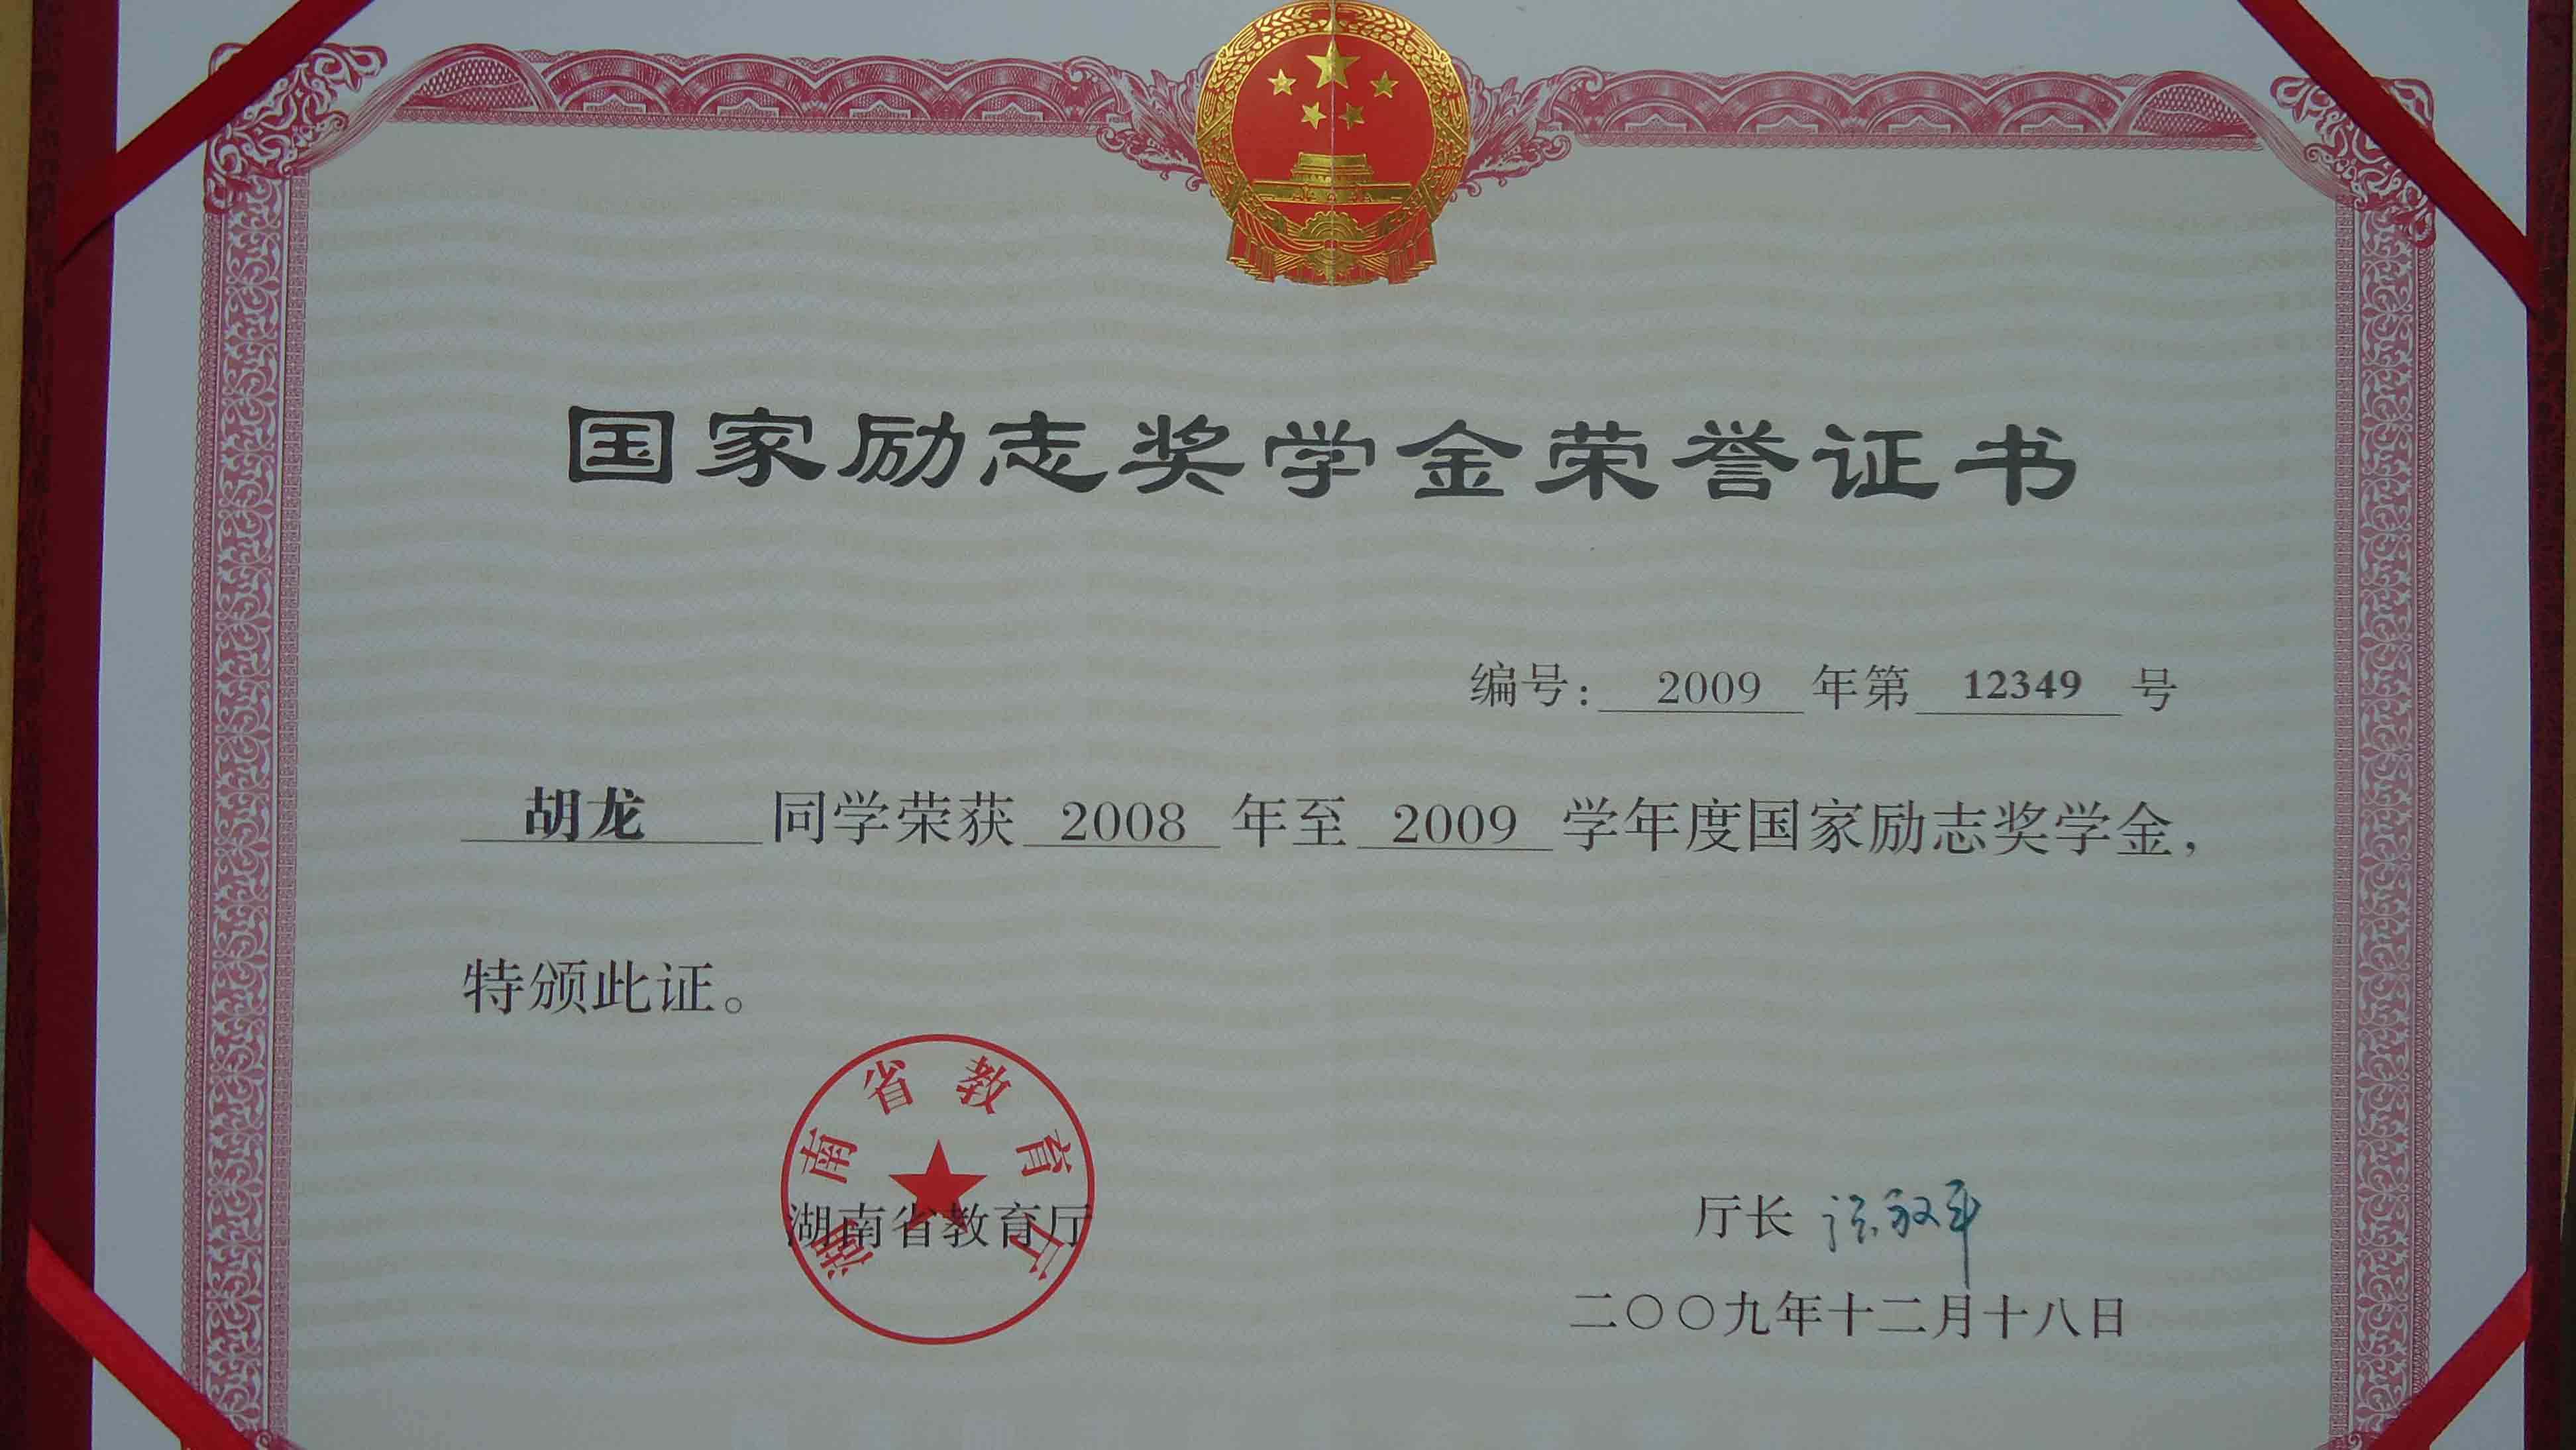 国家励志奖学金荣誉证书
编号： 2009 年第 12349 号
胡龙 同学荣获 2008 年至 2009 学年度国家励志奖学金，
特颁此证。
湖南省教育厅
湖南省教育厅
厅长
二〇〇九年十二月十八日